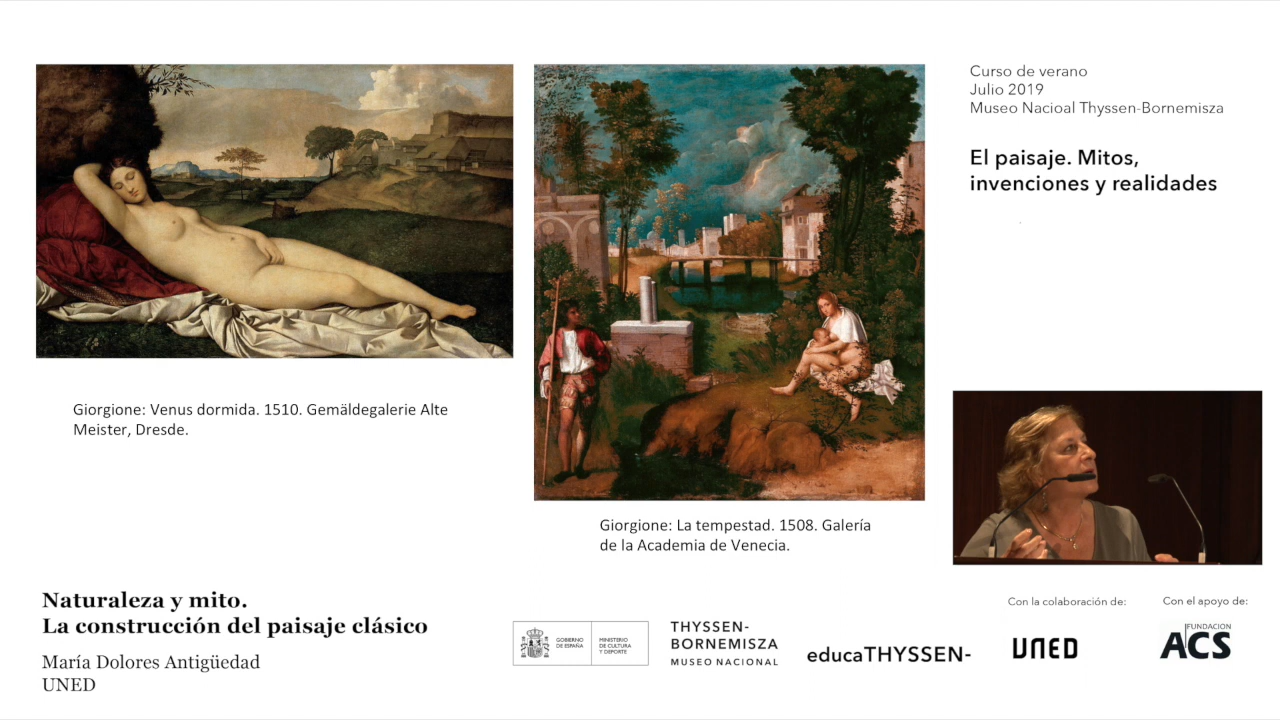 Curso de verano
Julio 2019
Museo Nacioal Thyssen-Bornemisza
El paisaje. Mitos,
invenciones y realidades
Giorgione: Venus dormida. 1510. Gemäldegalerie Alte
Meister, Dresde.
Giorgione: La tempestad. 1508. Galería
de la Academia de Venecia.
Naturaleza y mito.
La construcción del paisaje clásico
María Dolores Antigüedad
UNED
GOBIERNO
DE ESPAÑA
MINISTERIO
DE CULTURA
Y DEPORTE
THYSSEN-
BORNEMISZA
MUSEO NACIONAL
educaTHYSSEN-
Con la colaboración de:
UNED
Con el apoyo de:
FUNDACION
ACS